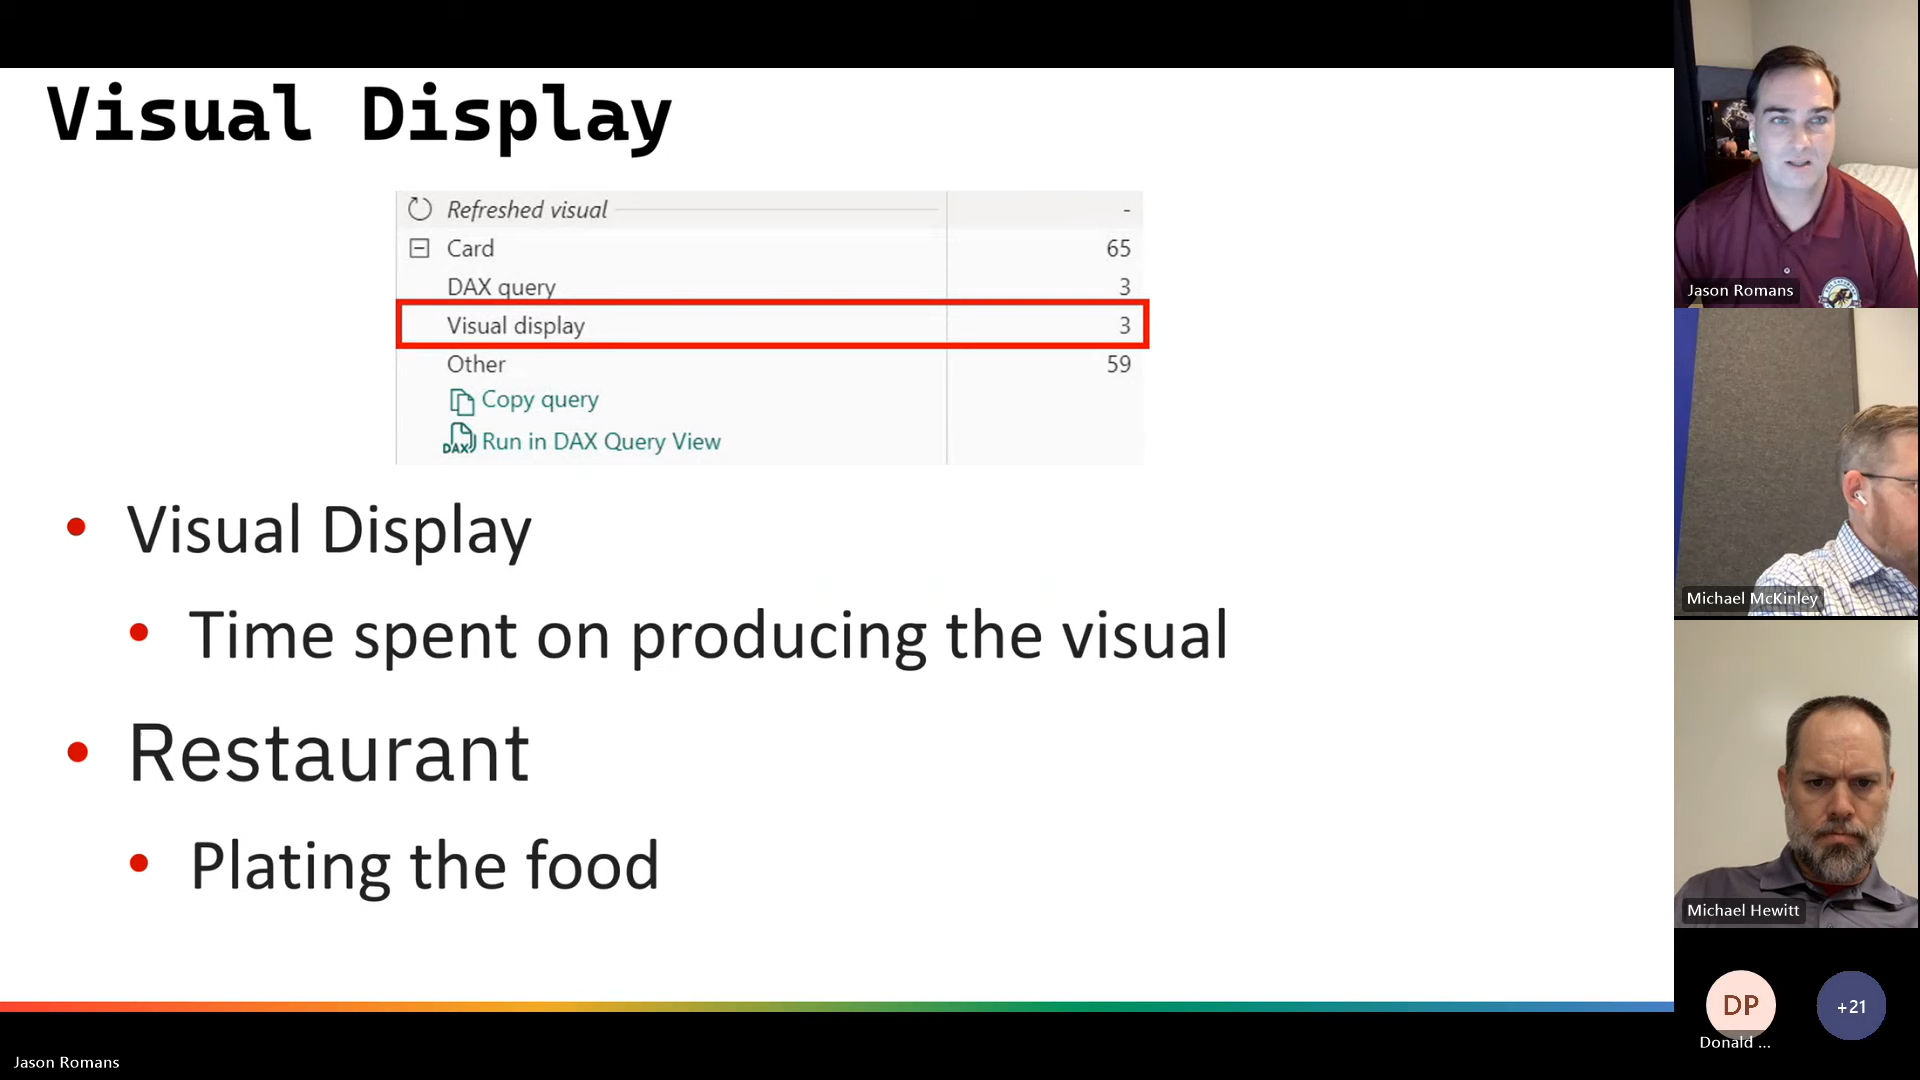 Visual Display
Refreshed visual -
Card 65
DAX query 3
Visual display 3
Other 59
Copy query
DAX Run in DAX Query View
• Visual Display
• Time spent on producing the visual
• Restaurant
• Plating the food
Jason Romans
Jason Romans
Michael McKinley
Michael Hewitt
DP
+21
Donald ...